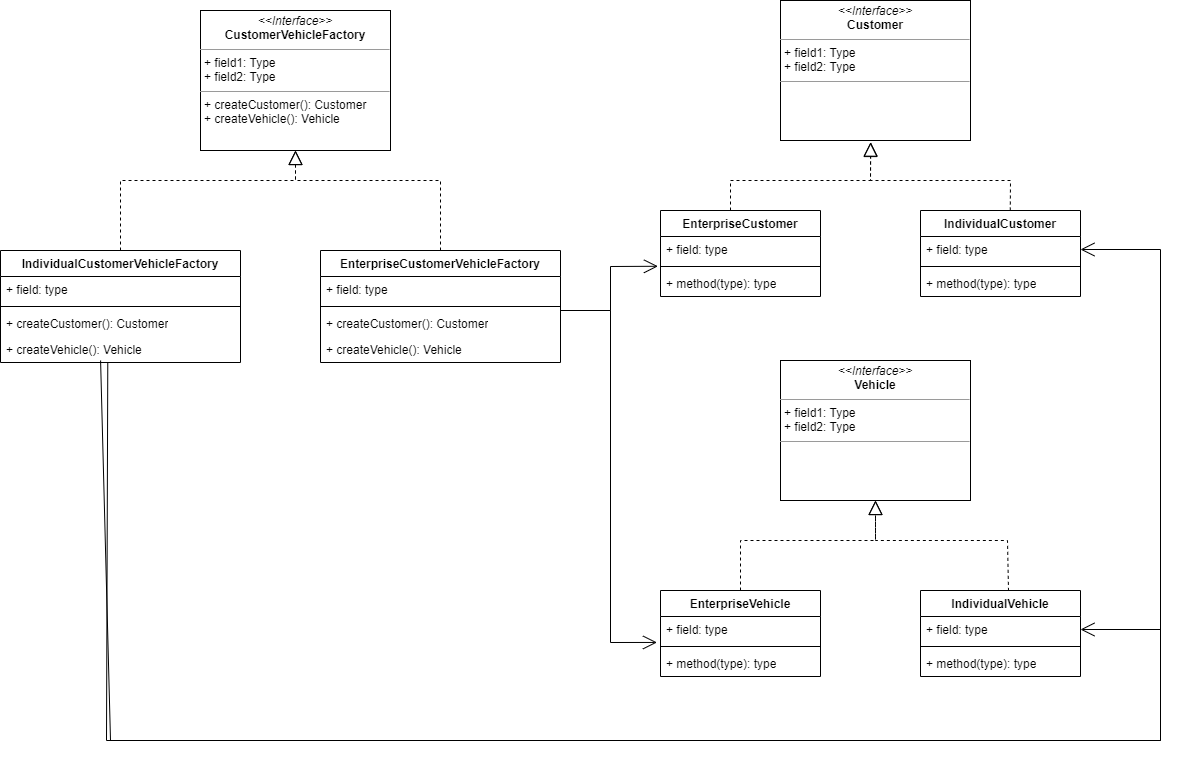 <<Interface>>
CustomerVehicleFactory
+ field1: Type
+ field2: Type
+ createCustomer(): Customer
+ createVehicle(): Vehicle
<<Interface>>
Customer
+ field1: Type
+ field2: Type
IndividualCustomerVehicleFactory
+ field: type
+ createCustomer(): Customer
+ createVehicle(): Vehicle
EnterpriseCustomerVehicleFactory
+ field: type
+ createCustomer(): Customer
+ createVehicle(): Vehicle
EnterpriseCustomer
+ field: type
+ method(type): type
IndividualCustomer
+ field: type
+ method(type): type
<<Interface>>
Vehicle
+ field1: Type
+ field2: Type
EnterpriseVehicle
+ field: type
+ method(type): type
IndividualVehicle
+ field: type
+ method(type): type